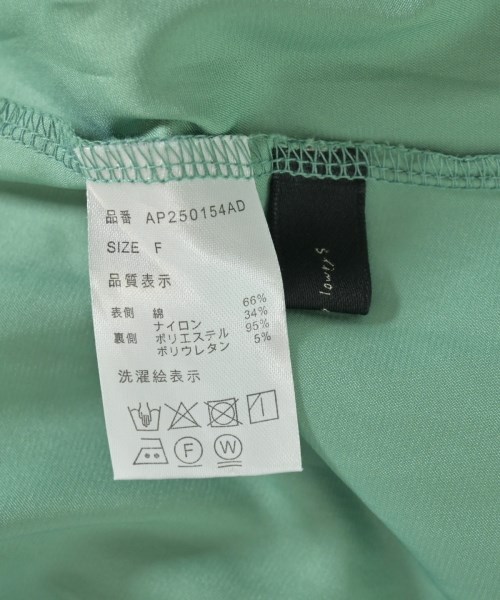 品番 AP250154AD
SIZE F
品質表示
表側 綿 66%
ナイロン 34%
裏側 ポリエステル 95%
ポリウレタン 5%
洗濯絵表示
F W
lowrys